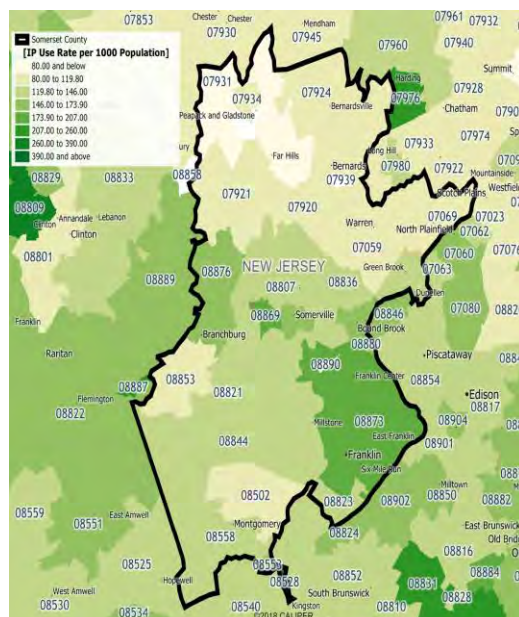 Somerset County
[IP Use Rate per 1000 Population]
80.00 and below
80.00 to 119.80
119.80 to 146.00
146.00 to 173.90
173.90 to 207.00
207.00 to 260.00
260.00 to 390.00
390.00 and above
07853
Chester
Chester
07930
Mendham
07945
07961
07932
07960
07940
Summit
07931
07934
07924
Harding
07976
07928
Bernardsville
Chatham
Peapack and Gladstone
Far Hills
07933
07974
07980
Bernards
07939
07922
Mountainside
08829
08833
08858
Scotch Plains
08809
Clinton
Annandale
Lebanon
Clinton
07921
07920
07069
07023
Warren
North Plainfield
07062
08801
07059
07060
NEW JERSEY
08889
08876
08836
Green Brook
07063
08807
Dunellen
07080
Franklin
08869
Somerville
08846
Bound Brook
Raritan
Branchburg
08880
08890
Piscataway
Franklin Center
08887
08853
08854
Flemington
08821
Edison
08822
08817
Millstone
08873
08904
East Franklin
08901
08844
Franklin
Six Mile Run
Milltown
08559
08502
08823
08902
08850
08882
08551
East Amwell
Montgomery
08824
08558
08816
08525
08553
08528
08852
08884
West Amwell
Hopewell
08831
08828
South Brunswick
08530
08534
08540
Kingston
08810
©2018 CALIPER